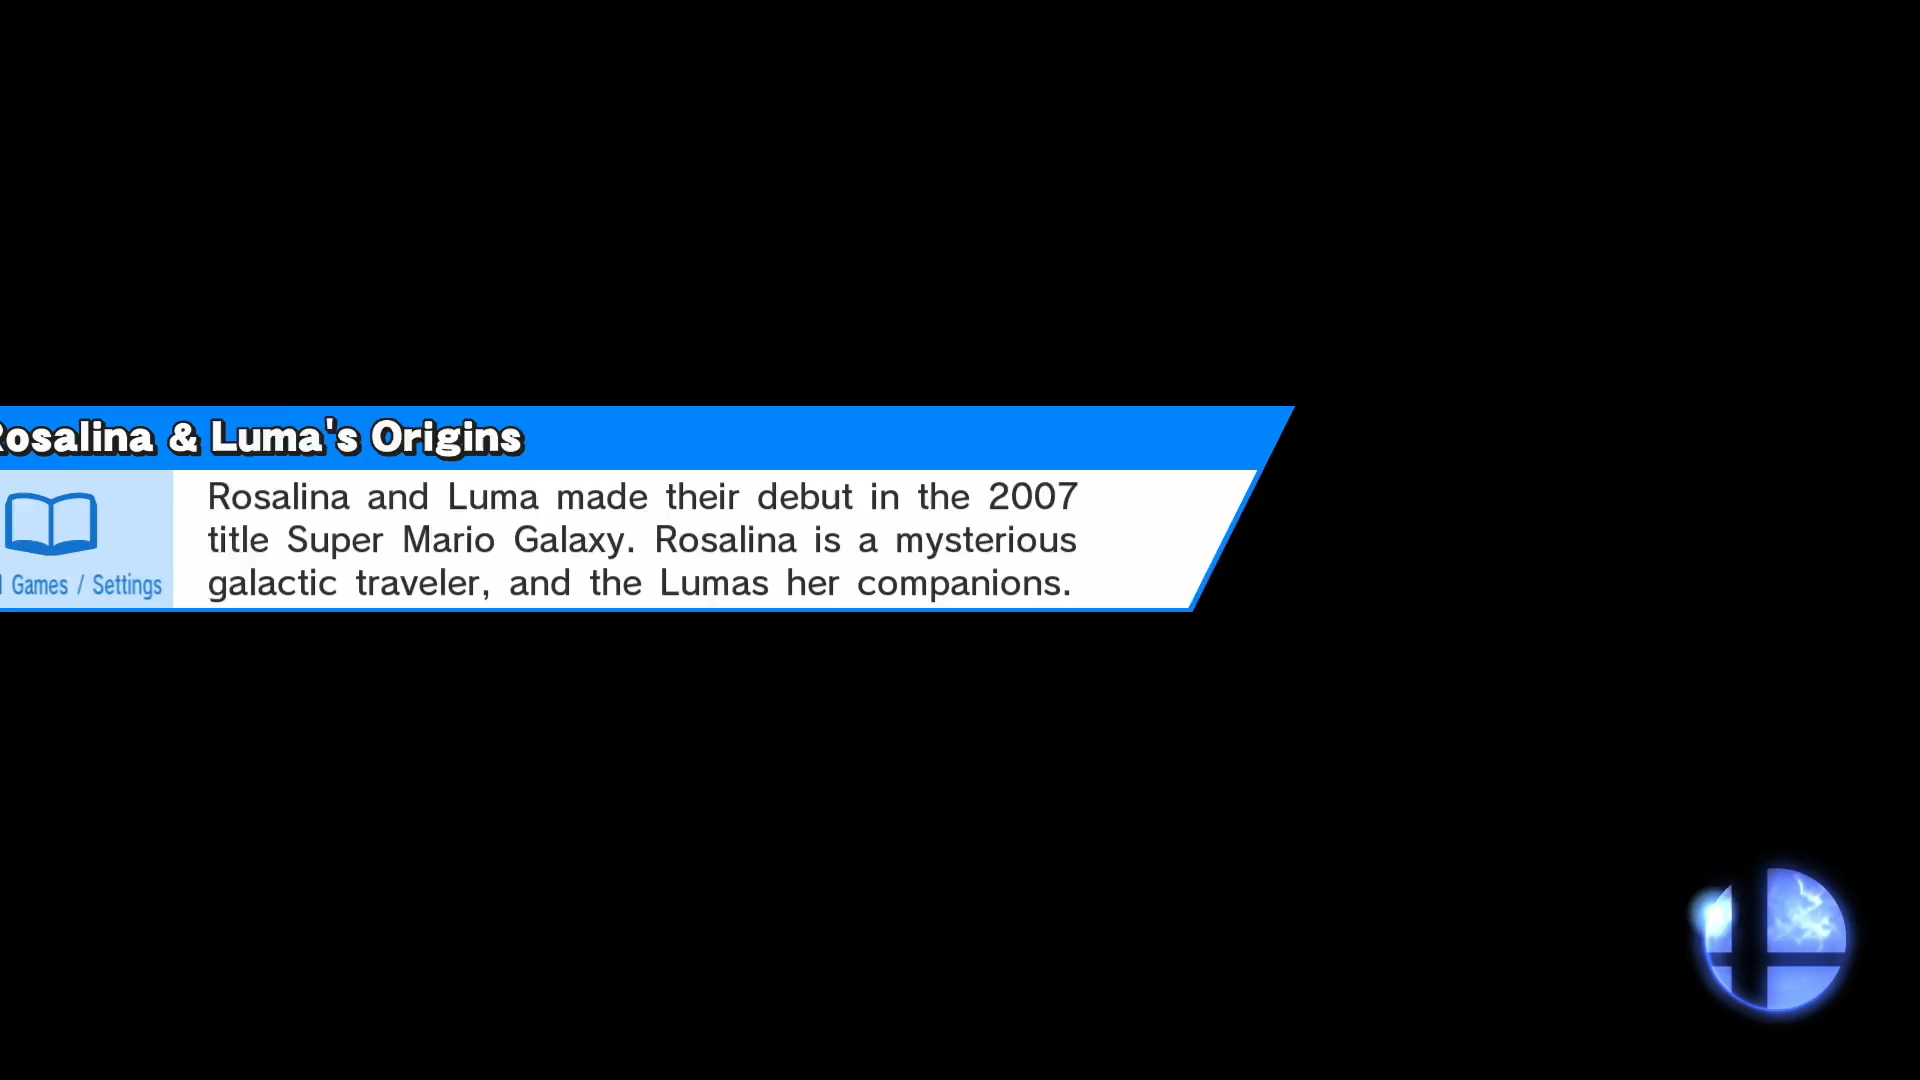 Rosalina & Luma's Origins
Rosalina and Luma made their debut in the 2007
title Super Mario Galaxy. Rosalina is a mysterious
galactic traveler, and the Lumas her companions.
Games / Settings